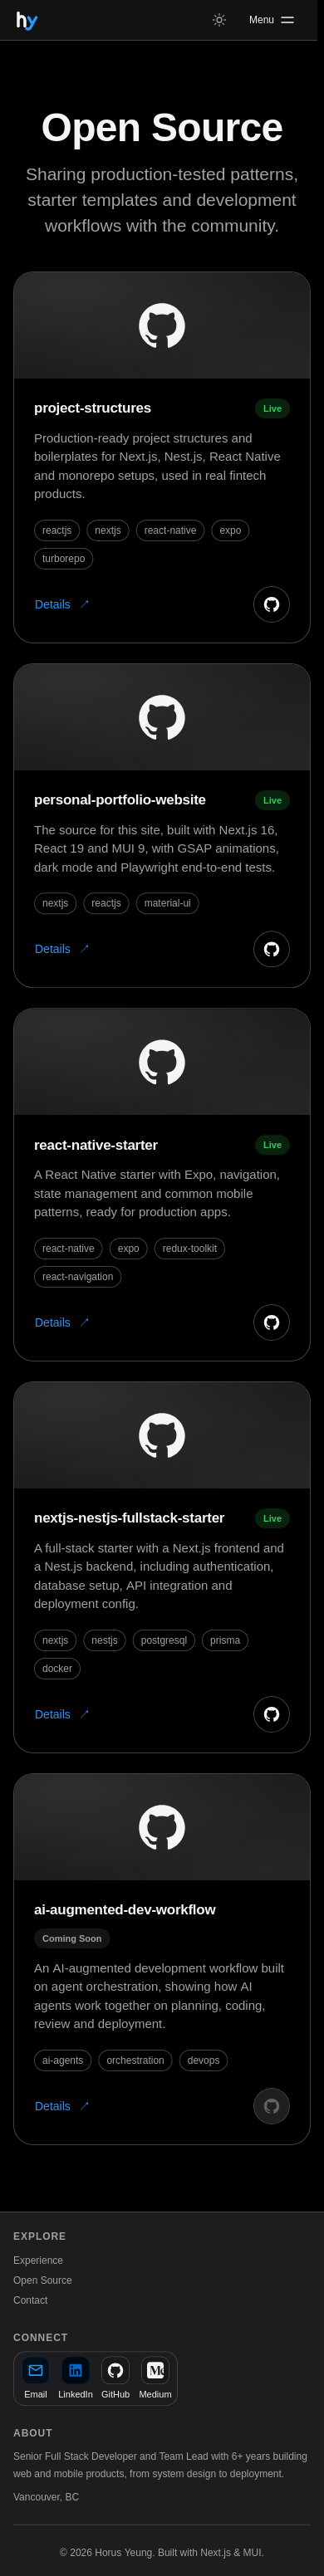 hy
Menu
Open Source
Sharing production-tested patterns,
starter templates and development
workflows with the community.
project-structures
Live
Production-ready project structures and
boilerplates for Next.js, Nest.js, React Native
and monorepo setups, used in real fintech
products.
reactjs nextjs react-native expo
turborepo
Details ↗
personal-portfolio-website
Live
The source for this site, built with Next.js 16,
React 19 and MUI 9, with GSAP animations,
dark mode and Playwright end-to-end tests.
nextjs reactjs material-ui
Details ↗
react-native-starter
Live
A React Native starter with Expo, navigation,
state management and common mobile
patterns, ready for production apps.
react-native expo redux-toolkit
react-navigation
Details ↗
nextjs-nestjs-fullstack-starter
Live
A full-stack starter with a Next.js frontend and
a Nest.js backend, including authentication,
database setup, API integration and
deployment config.
nextjs nestjs postgresql prisma
docker
Details ↗
ai-augmented-dev-workflow
Coming Soon
An AI-augmented development workflow built
on agent orchestration, showing how AI
agents work together on planning, coding,
review and deployment.
ai-agents orchestration devops
Details ↗
EXPLORE
Experience
Open Source
Contact
CONNECT
Email LinkedIn GitHub Medium
ABOUT
Senior Full Stack Developer and Team Lead with 6+ years building
web and mobile products, from system design to deployment.
Vancouver, BC
© 2026 Horus Yeung. Built with Next.js & MUI.